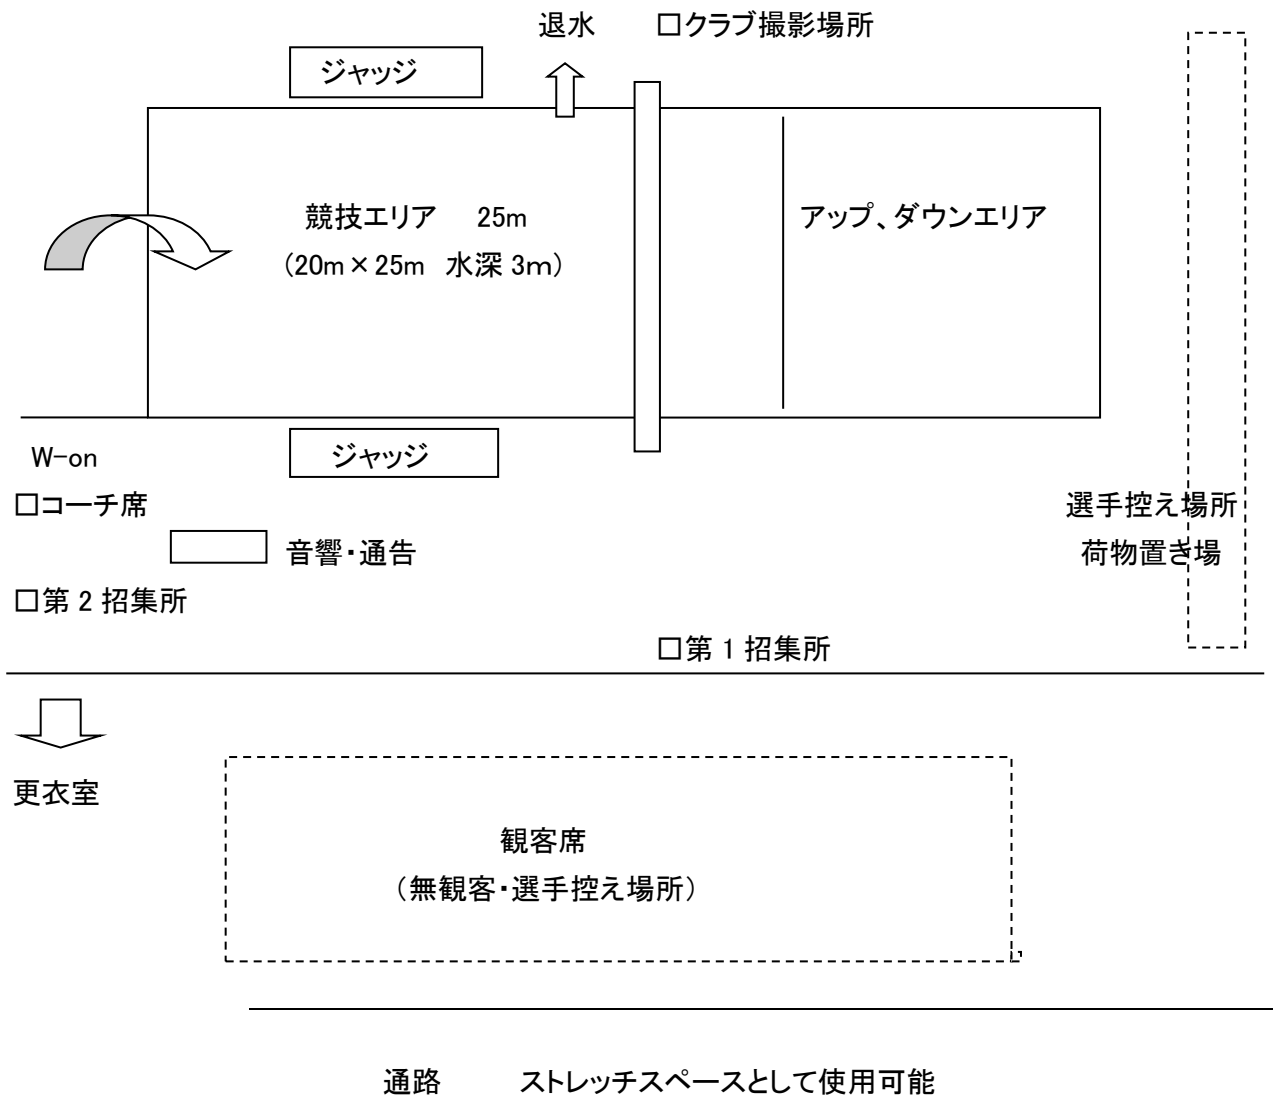 退水 □クラブ撮影場所
ジャッジ
競技エリア 25m
(20m×25m 水深 3m)
アップ、ダウンエリア
W-on
ジャッジ
□コーチ席
選手控え場所
音響・通告
荷物置き場
□第 2 招集所
□第 1 招集所
更衣室
観客席
(無観客・選手控え場所)
通路 ストレッチスペースとして使用可能